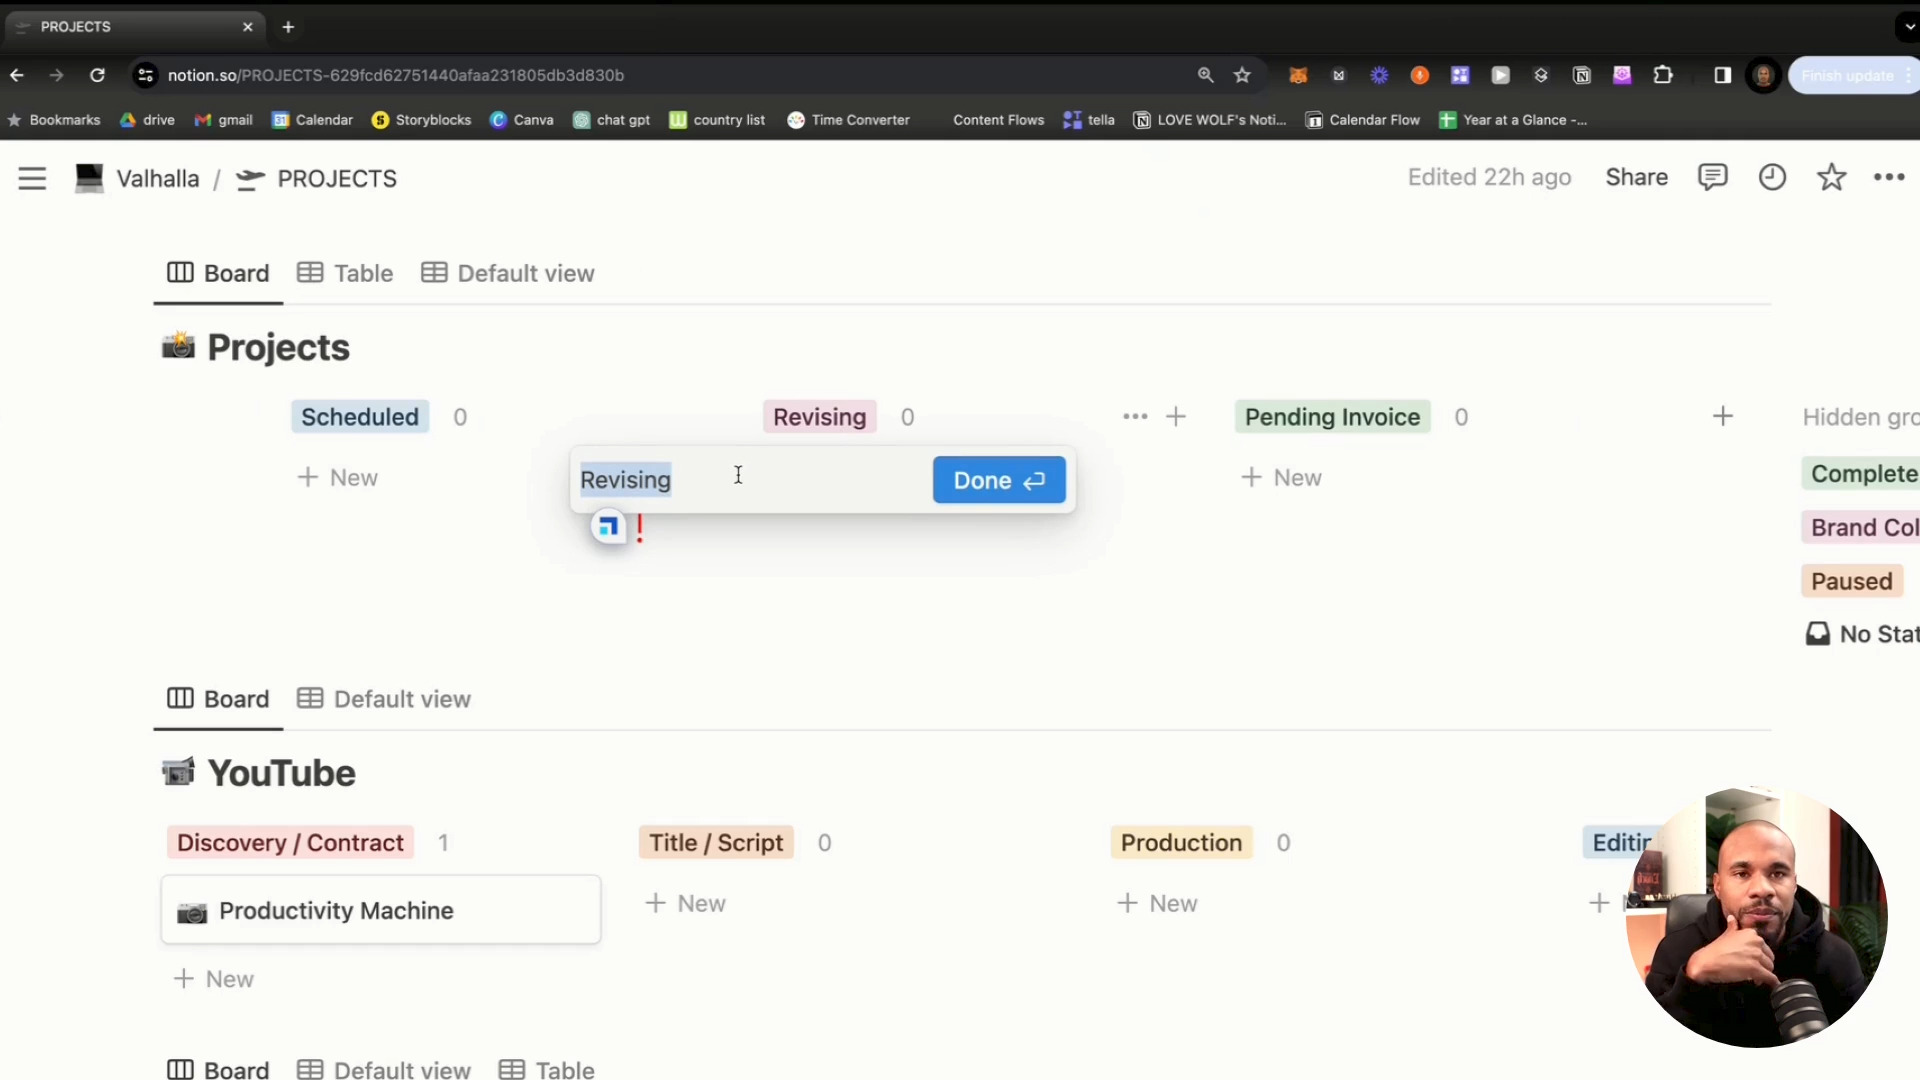 PROJECTS
notion.so/PROJECTS-629fcd62751440afaa231805db3d830b
Finish update
Bookmarks drive gmail Calendar Storyblocks Canva chat gpt country list Time Converter Content Flows tella LOVE WOLF's Noti... Calendar Flow Year at a Glance -...
Valhalla / PROJECTS
Edited 22h ago Share
Board Table Default view
Projects
Scheduled 0 Revising 0 Pending Invoice 0 Hidden gro
+ New
Revising
Done
+ New
Complete
Brand Col
Paused
No Stat
Board Default view
YouTube
Discovery / Contract 1 Title / Script 0 Production 0 Editin
Productivity Machine
+ New
+ New
+ New
+ New
Board Default view Table